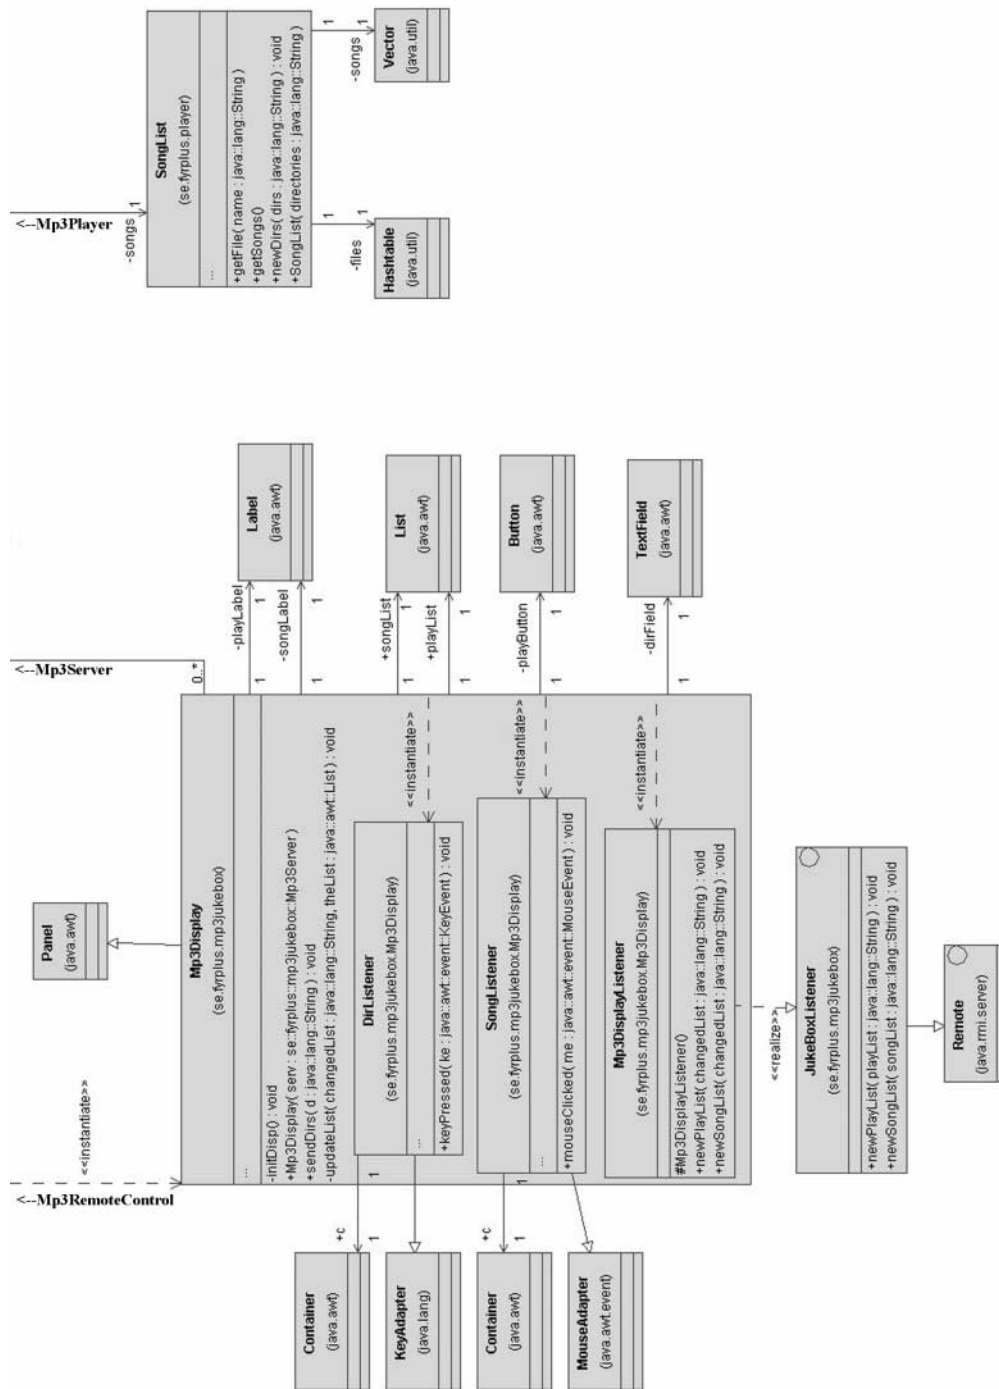 <--Mp3RemoteControl
<<instantiate>>
<--Mp3Server
0..*
<--Mp3Player
-songs
1
Panel
(java.awt)
Mp3Display
(se.fyrplus.mp3jukebox)
...
-initDisp() : void
+Mp3Display( serv : se::fyrplus::mp3jukebox::Mp3Server )
+sendDirs( d : java::lang::String ) : void
-updateList( changedList : java::lang::String, theList : java::awt::List ) : void
Container
(java.awt)
+c
1
1
KeyAdapter
(java.lang)
Container
(java.awt)
+c
1
1
MouseAdapter
(java.awt.event)
DirListener
(se.fyrplus.mp3jukebox.Mp3Display)
...
+keyPressed( ke : java::awt::event::KeyEvent ) : void
<<instantiate>>
SongListener
(se.fyrplus.mp3jukebox.Mp3Display)
...
+mouseClicked( me : java::awt::event::MouseEvent ) : void
<<instantiate>>
Mp3DisplayListener
(se.fyrplus.mp3jukebox.Mp3Display)
#Mp3DisplayListener()
+newPlayList( changedList : java::lang::String ) : void
+newSongList( changedList : java::lang::String ) : void
<<instantiate>>
<<realize>>
JukeBoxListener
(se.fyrplus.mp3jukebox)
+newPlayList( playList : java::lang::String ) : void
+newSongList( songList : java::lang::String ) : void
Remote
(java.rmi.server)
-playLabel
1
1
-songLabel
1
1
Label
(java.awt)
+songList
1
1
+playList
1
1
List
(java.awt)
-playButton
1
1
Button
(java.awt)
-dirField
1
1
TextField
(java.awt)
SongList
(se.fyrplus.player)
...
+getFile( name : java::lang::String )
+getSongs()
+newDirs( dirs : java::lang::String ) : void
+SongList( directories : java::lang::String )
-files
1
1
Hashtable
(java.util)
-songs
1
1
Vector
(java.util)